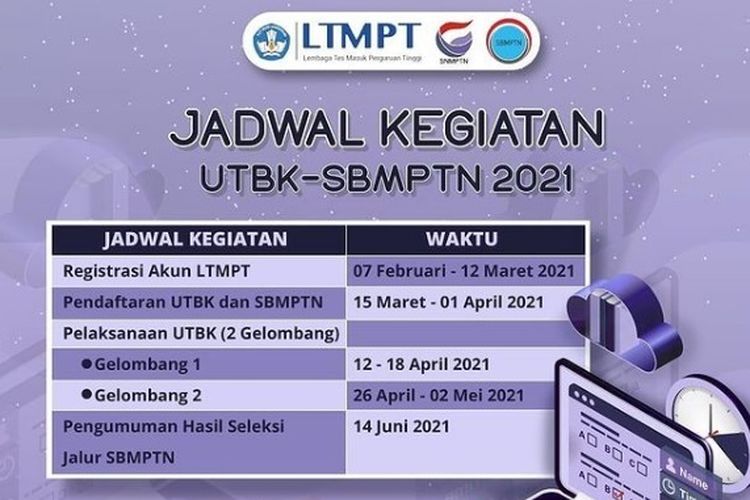 LTMPT
Lembaga Tes Masuk Perguruan Tinggi
SNMPTN
SBMPTN
JADWAL KEGIATAN
UTBK-SBMPTN 2021
JADWAL KEGIATAN WAKTU
Registrasi Akun LTMPT 07 Februari - 12 Maret 2021
Pendaftaran UTBK dan SBMPTN 15 Maret - 01 April 2021
Pelaksanaan UTBK (2 Gelombang)
●Gelombang 1 12 - 18 April 2021
●Gelombang 2 26 April - 02 Mei 2021
Pengumuman Hasil Seleksi 14 Juni 2021
Jalur SBMPTN
A B C
A B
Name